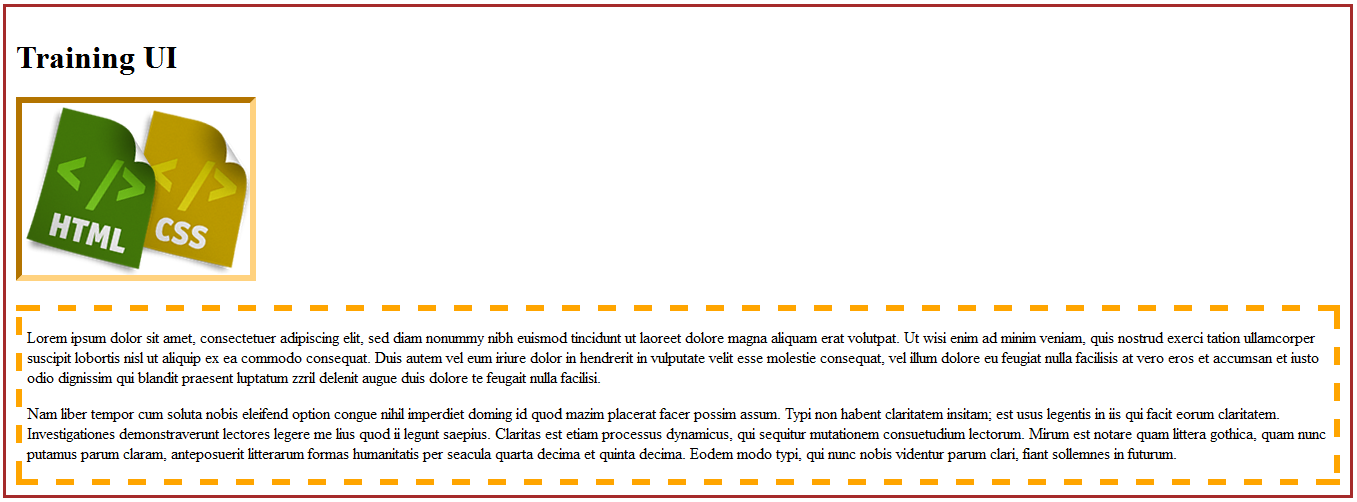 Training UI
</>
</>
HTML
CSS
Lorem ipsum dolor sit amet, consectetuer adipiscing elit, sed diam nonummy nibh euismod tincidunt ut laoreet dolore magna aliquam erat volutpat. Ut wisi enim ad minim veniam, quis nostrud exerci tation ullamcorper
suscipit lobortis nisl ut aliquip ex ea commodo consequat. Duis autem vel eum iriure dolor in hendrerit in vulputate velit esse molestie consequat, vel illum dolore eu feugiat nulla facilisis at vero eros et accumsan et iusto
odio dignissim qui blandit praesent luptatum zzril delenit augue duis dolore te feugait nulla facilisi.
Nam liber tempor cum soluta nobis eleifend option congue nihil imperdiet doming id quod mazim placerat facer possim assum. Typi non habent claritatem insitam; est usus legentis in iis qui facit eorum claritatem.
Investigationes demonstraverunt lectores legere me lius quod ii legunt saepius. Claritas est etiam processus dynamicus, qui sequitur mutationem consuetudium lectorum. Mirum est notare quam littera gothica, quam nunc
putamus parum claram, anteposuerit litterarum formas humanitatis per seacula quarta decima et quinta decima. Eodem modo typi, qui nunc nobis videntur parum clari, fiant sollemnes in futurum.